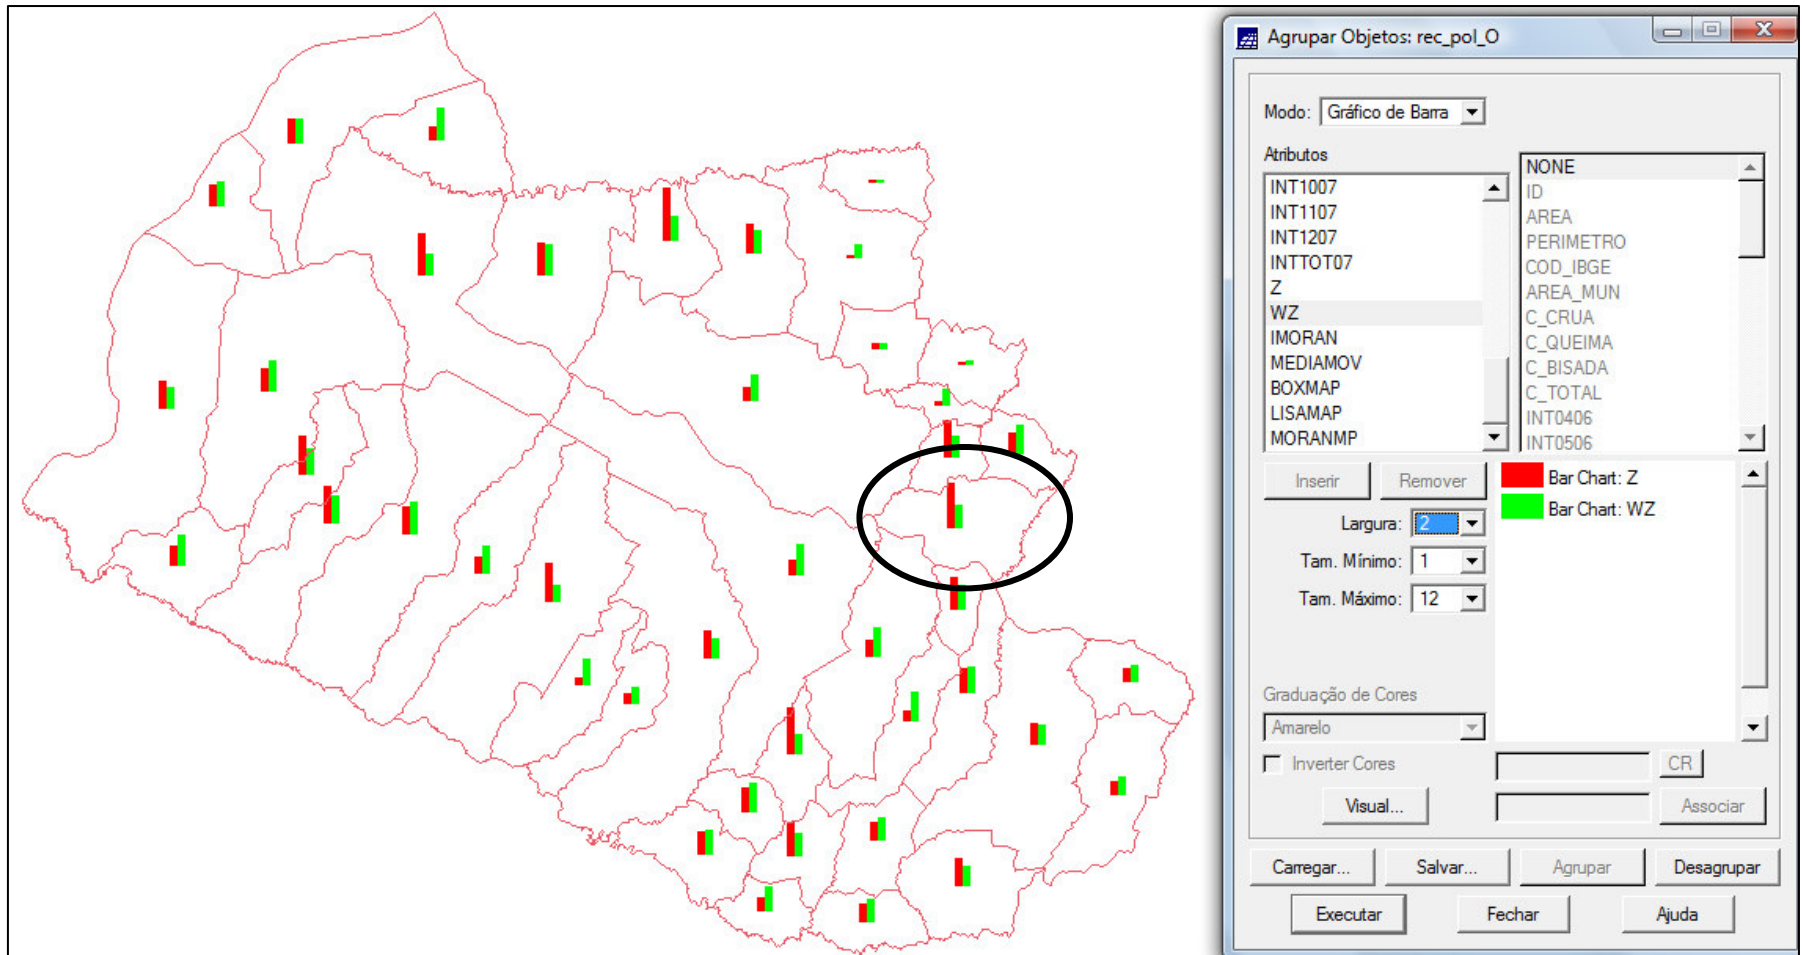 Agrupar Objetos: rec_pol_O
Modo: Gráfico de Barra
Atributos
INT1007
INT1107
INT1207
INTTOT07
Z
WZ
IMORAN
MEDIAMOV
BOXMAP
LISAMAP
MORANMP
NONE
ID
AREA
PERIMETRO
COD_IBGE
AREA_MUN
C_CRUA
C_QUEIMA
C_BISADA
C_TOTAL
INT0406
INT0506
Inserir Remover
Bar Chart: Z
Bar Chart: WZ
Largura: 2
Tam. Mínimo: 1
Tam. Máximo: 12
Graduação de Cores
Amarelo
Inverter Cores CR
Visual... Associar
Carregar... Salvar... Agrupar Desagrupar
Executar Fechar Ajuda